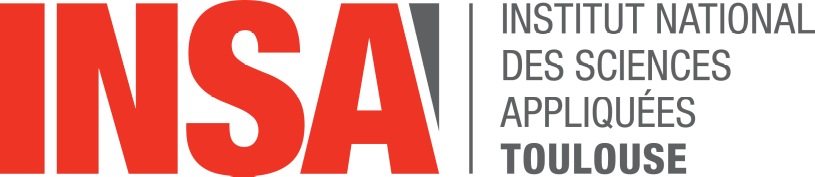 INSA
INSTITUT NATIONAL
DES SCIENCES
APPLIQUÉES
TOULOUSE